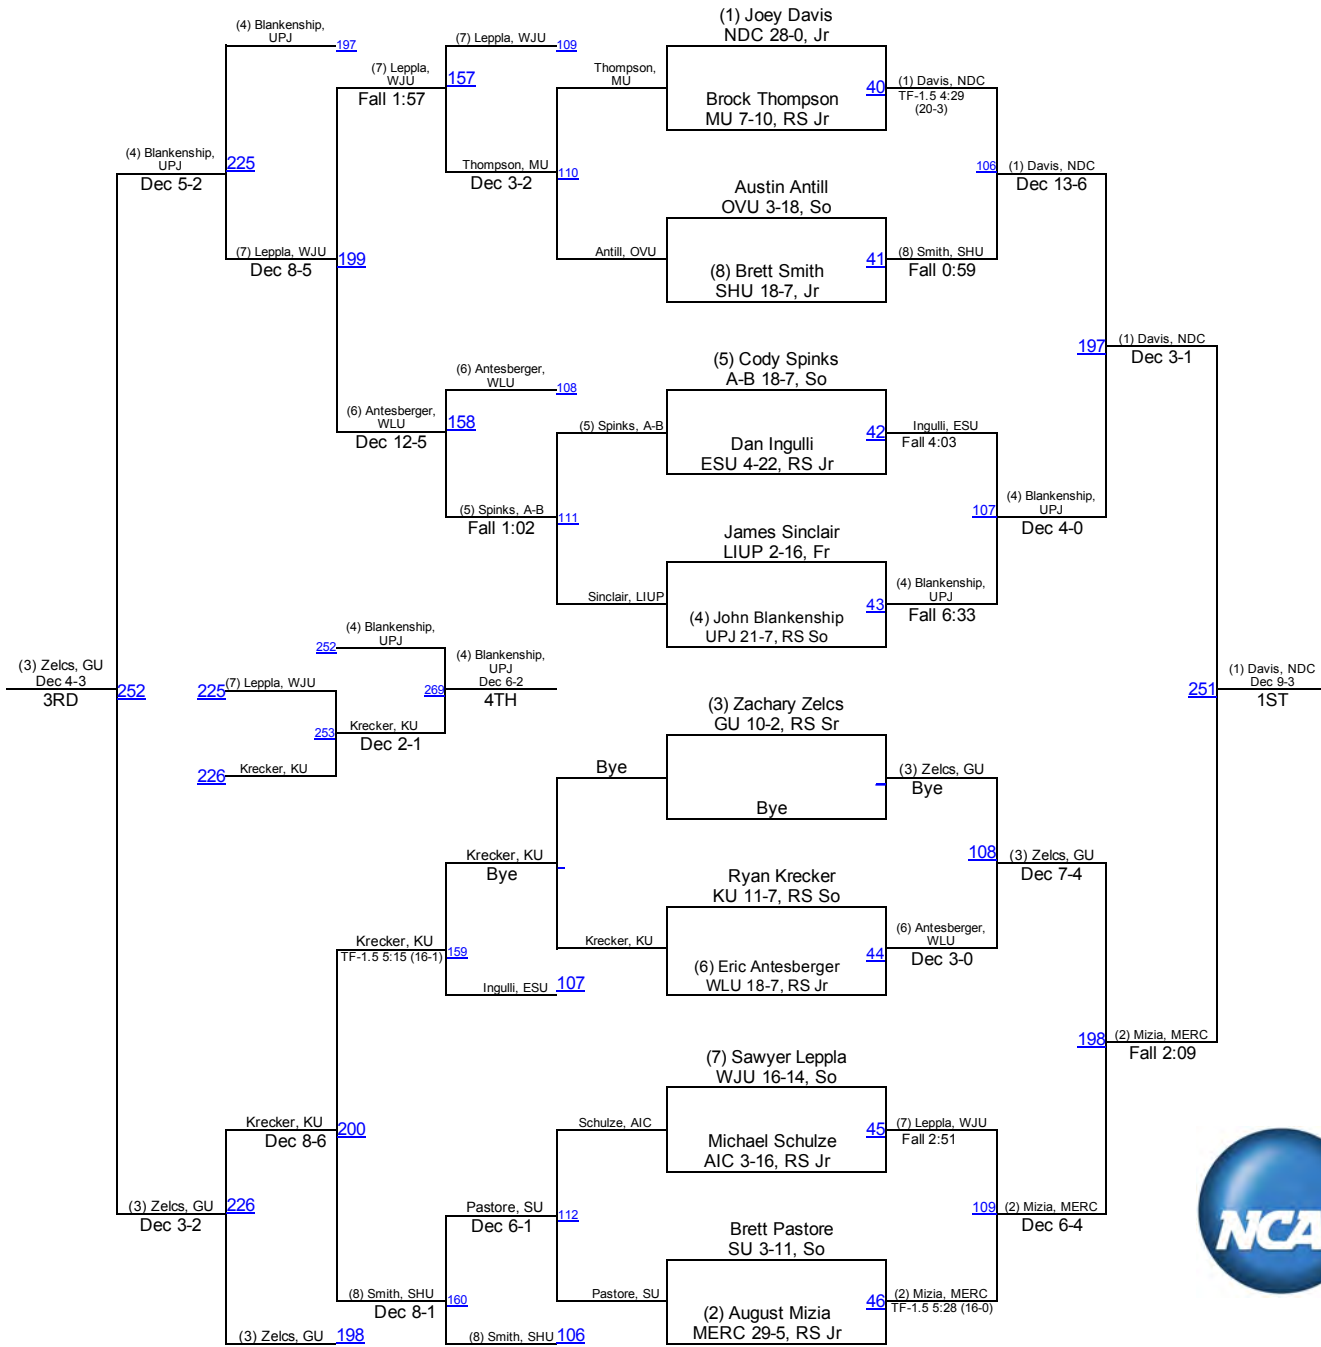 (1) Joey Davis
NDC 28-0, Jr
Brock Thompson
MU 7-10, RS Jr
Austin Antill
OVU 3-18, So
(8) Brett Smith
SHU 18-7, Jr
(5) Cody Spinks
A-B 18-7, So
Dan Ingulli
ESU 4-22, RS Jr
James Sinclair
LIUP 2-16, Fr
(4) John Blankenship
UPJ 21-7, RS So
(3) Zachary Zelcs
GU 10-2, RS Sr
Bye
Ryan Krecker
KU 11-7, RS So
(6) Eric Antesberger
WLU 18-7, RS Jr
(7) Sawyer Leppla
WJU 16-14, So
Michael Schulze
AIC 3-16, RS Jr
Brett Pastore
SU 3-11, So
(2) August Mizia
MERC 29-5, RS Jr
40
(1) Davis, NDC
TF-1.5 4:29
(20-3)
41
(8) Smith, SHU
Fall 0:59
42
Ingulli, ESU
Fall 4:03
43
(4) Blankenship,
UPJ
Fall 6:33
(3) Zelcs, GU
Bye
44
(6) Antesberger,
WLU
Dec 3-0
45
(7) Leppla, WJU
Fall 2:51
46
(2) Mizia, MERC
TF-1.5 5:28 (16-0)
106
(1) Davis, NDC
Dec 13-6
107
(4) Blankenship,
UPJ
Dec 4-0
108
(3) Zelcs, GU
Dec 7-4
109
(2) Mizia, MERC
Dec 6-4
197
(1) Davis, NDC
Dec 3-1
198
(2) Mizia, MERC
Fall 2:09
251
(1) Davis, NDC
Dec 9-3
1ST
Thompson,
MU
Antill, OVU
(5) Spinks, A-B
Sinclair, LIUP
Bye
Krecker, KU
Schulze, AIC
Pastore, SU
(7) Leppla, WJU
109
Thompson, MU
110
Dec 3-2
(6) Antesberger,
WLU
108
(5) Spinks, A-B
111
Fall 1:02
Krecker, KU
Bye
Ingulli, ESU
107
Pastore, SU
112
Dec 6-1
(8) Smith, SHU
106
(7) Leppla,
WJU
157
Fall 1:57
(6) Antesberger,
WLU
158
Dec 12-5
Krecker, KU
159
TF-1.5 5:15 (16-1)
(8) Smith, SHU
160
Dec 8-1
(4) Blankenship,
UPJ
197
(7) Leppla, WJU
199
Dec 8-5
Krecker, KU
200
Dec 8-6
(3) Zelcs, GU
198
(4) Blankenship,
UPJ
225
Dec 5-2
(3) Zelcs, GU
226
Dec 3-2
(3) Zelcs, GU
Dec 4-3
252
3RD
(4) Blankenship,
UPJ
252
225
(7) Leppla, WJU
226
Krecker, KU
253
Krecker, KU
Dec 2-1
269
(4) Blankenship,
UPJ
Dec 6-2
4TH